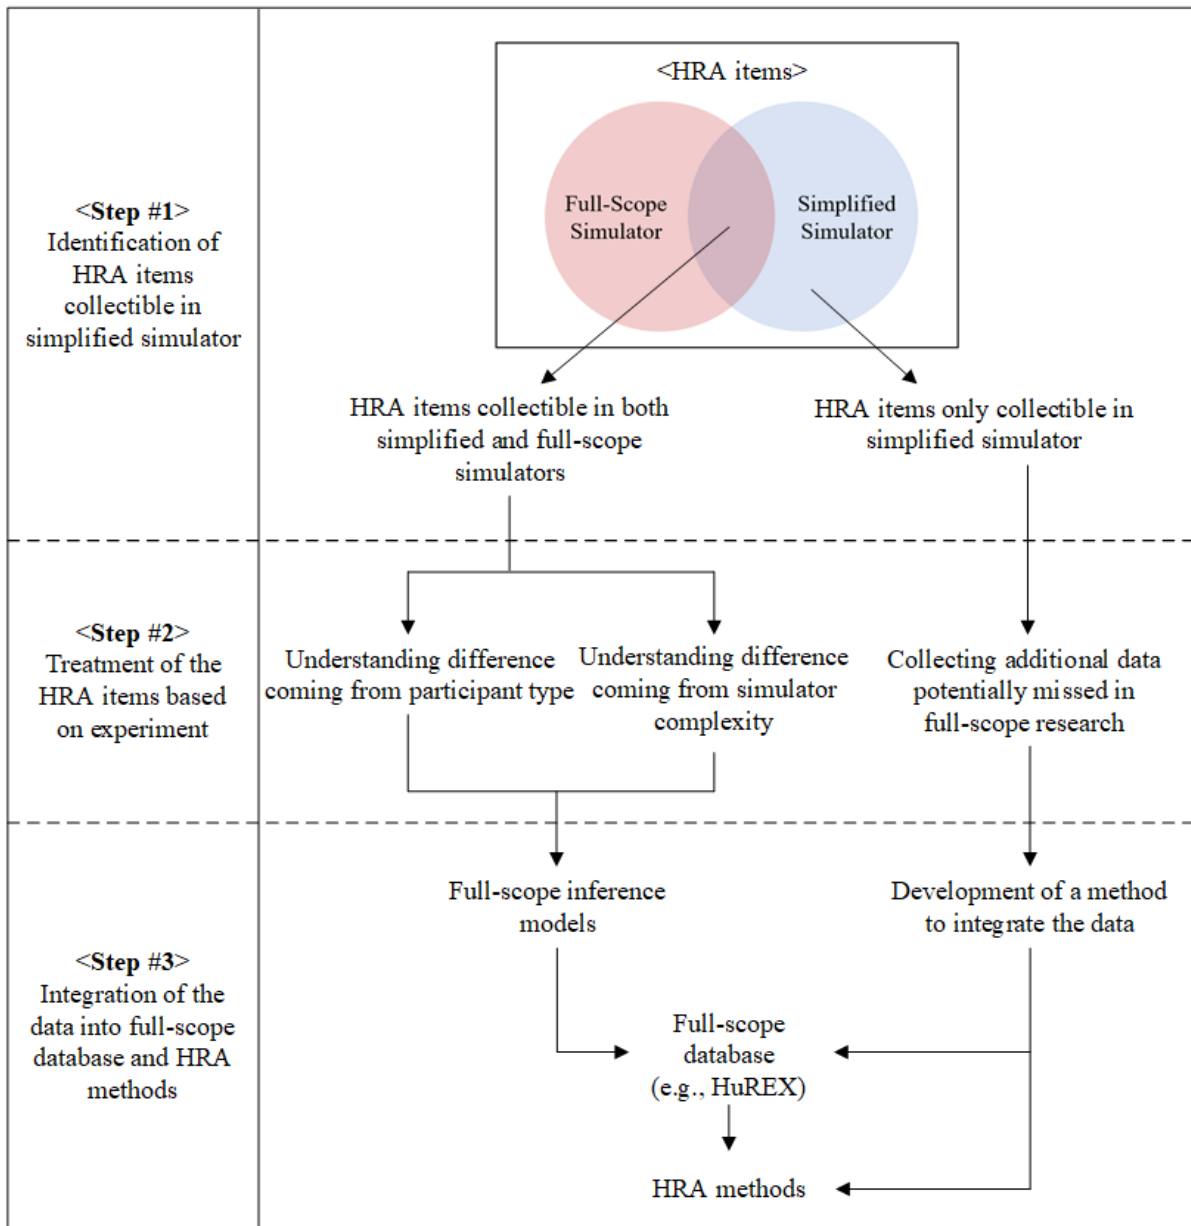 <Step #1>
Identification of
HRA items
collectible in
simplified simulator
<HRA items>
Full-Scope
Simulator
Simplified
Simulator
HRA items collectible in both
simplified and full-scope
simulators
HRA items only collectible in
simplified simulator
<Step #2>
Treatment of the
HRA items based
on experiment
Understanding difference
coming from participant type
Understanding difference
coming from simulator
complexity
Collecting additional data
potentially missed in
full-scope research
<Step #3>
Integration of the
data into full-scope
database and HRA
methods
Full-scope inference
models
Development of a method
to integrate the data
Full-scope
database
(e.g., HuREX)
HRA methods